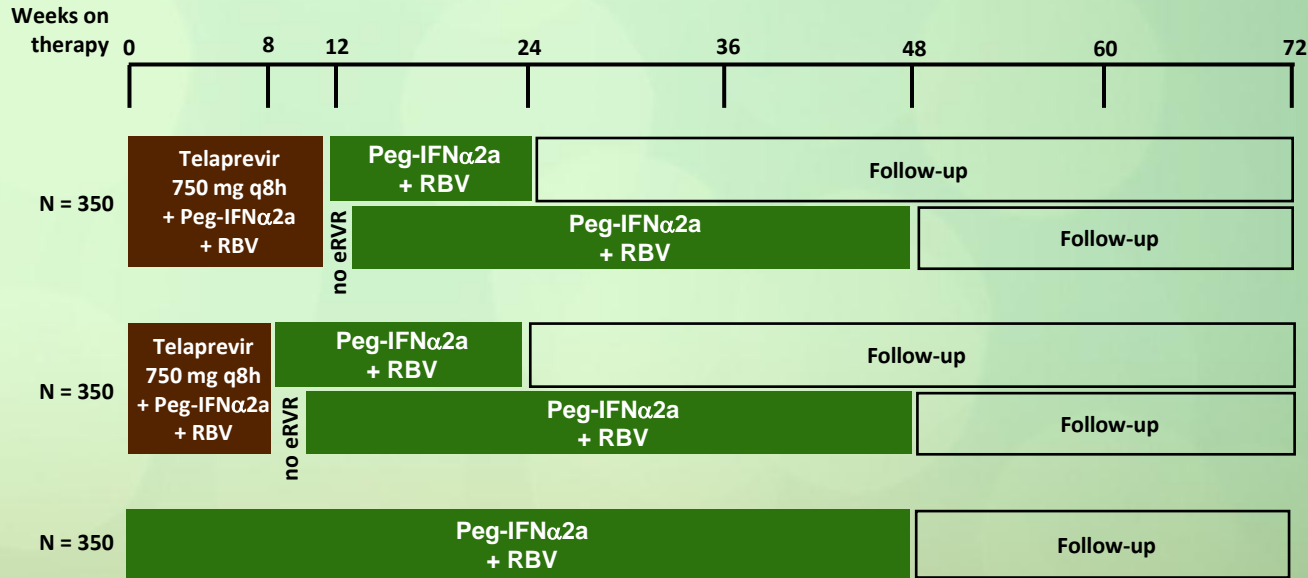 Weeks on
therapy 0 8 12 24 36 48 60 72
N = 350
Telaprevir
750 mg q8h
+ Peg-IFNα2a
+ RBV
Peg-IFNα2a
+ RBV
Follow-up
no eRVR
Peg-IFNα2a
+ RBV
Follow-up
N = 350
Telaprevir
750 mg q8h
+ Peg-IFNα2a
+ RBV
Peg-IFNα2a
+ RBV
Follow-up
no eRVR
Peg-IFNα2a
+ RBV
Follow-up
N = 350
Peg-IFNα2a
+ RBV
Follow-up